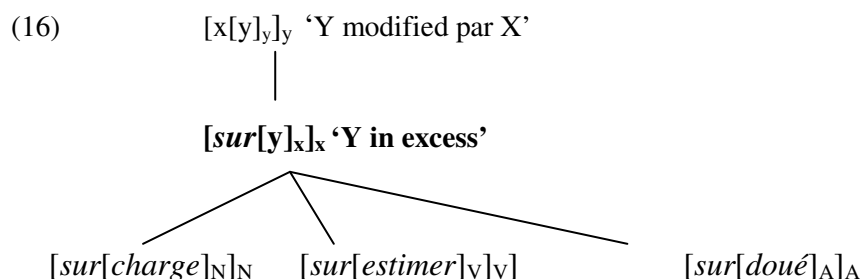 (16) [x[y]y]y ‘Y modified par X’
[sur[y]x]x ‘Y in excess’
[sur[charge]N]N [sur[estimer]V]V] [sur[doué]A]A